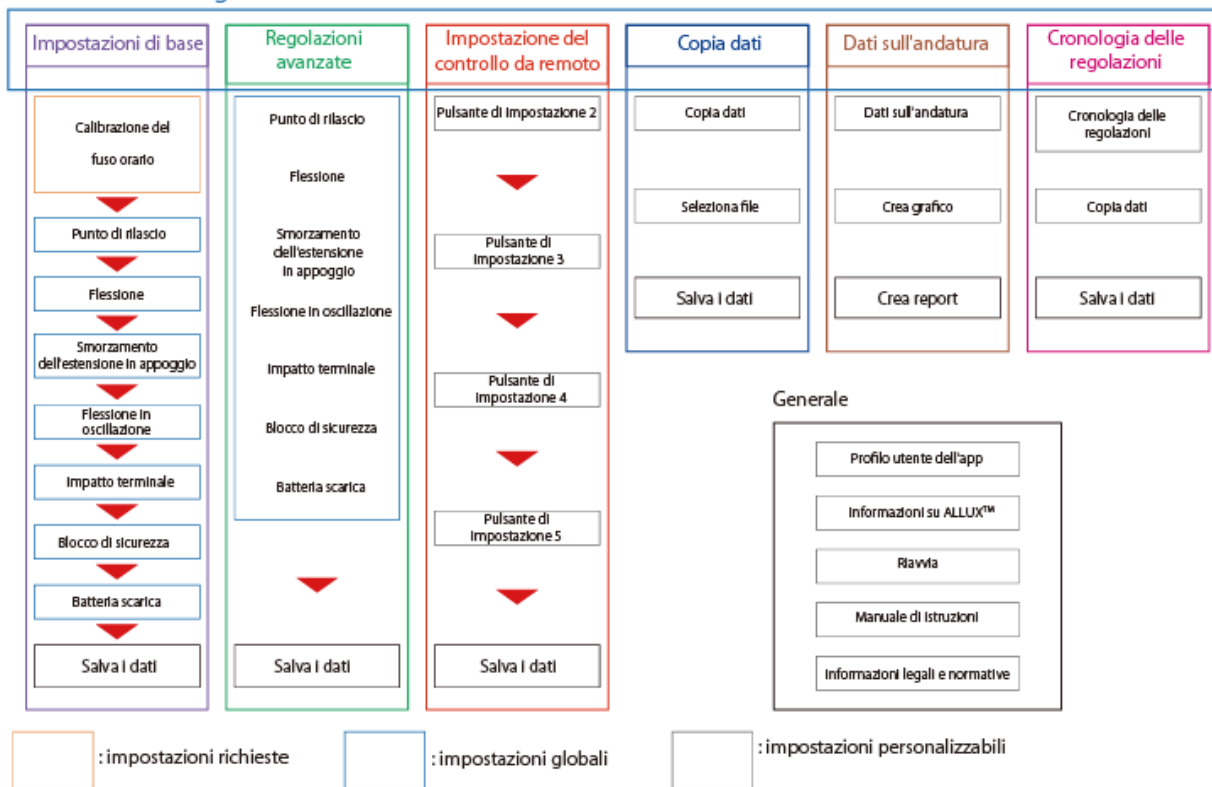 Impostazioni di base
Regolazioni
avanzate
Impostazione del
controllo da remoto
Copia dati
Dati sull'andatura
Cronologia delle
regolazioni
Calibrazione del
fuso orario
Punto di rilascio
Flessione
Smorzamento
dell'estensione in appoggio
Flessione in
oscillazione
Impatto terminale
Blocco di sicurezza
Batteria scarica
Salva i dati
Punto di rilascio
Flessione
Smorzamento
dell'estensione
in appoggio
Flessione in oscillazione
Impatto terminale
Blocco di sicurezza
Batteria scarica
Salva i dati
Pulsante di Impostazione 2
Pulsante di
Impostazione 3
Pulsante di
Impostazione 4
Pulsante di
Impostazione 5
Salva i dati
Copia dati
Seleziona file
Salva i dati
Dati sull'andatura
Crea grafico
Crea report
Cronologia delle
regolazioni
Copia dati
Salva i dati
Generale
Profilo utente dell'app
Informazioni su ALLUX™
Riavvia
Manuale di istruzioni
Informazioni legali e normative
: impostazioni richieste
: impostazioni globali
: impostazioni personalizzabili